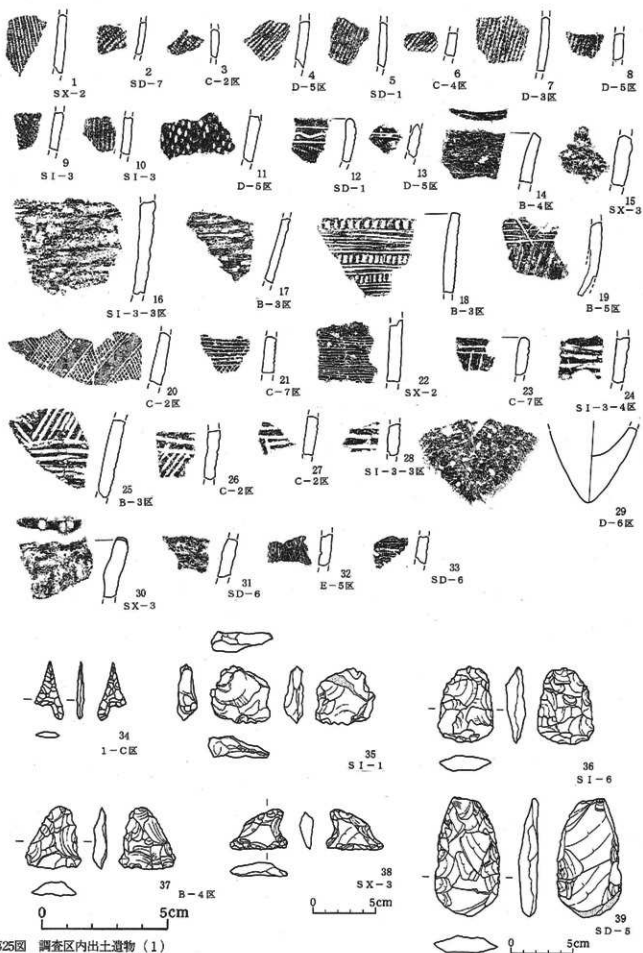 1
SX-2
2
SD-7
3
C-2区
4
D-5区
5
SD-1
6
C-4区
7
D-3区
8
D-5区
9
SI-3
10
SI-3
11
D-5区
12
SD-1
13
D-5区
14
B-4区
15
SX-3
16
SI-3-3区
17
B-3区
18
B-3区
19
B-5区
20
C-2区
21
C-7区
22
SX-2
23
C-7区
24
SI-3-4区
25
B-3区
26
C-2区
27
C-2区
28
SI-3-3区
29
D-6区
30
SX-3
31
SD-6
32
E-5区
33
SD-6
34
1-C区
35
SI-1
36
SI-6
37
B-4区
0 5cm
38
SX-3
0 5cm
39
SD-5
0 5cm
25図 調査区内出土遺物 (1)